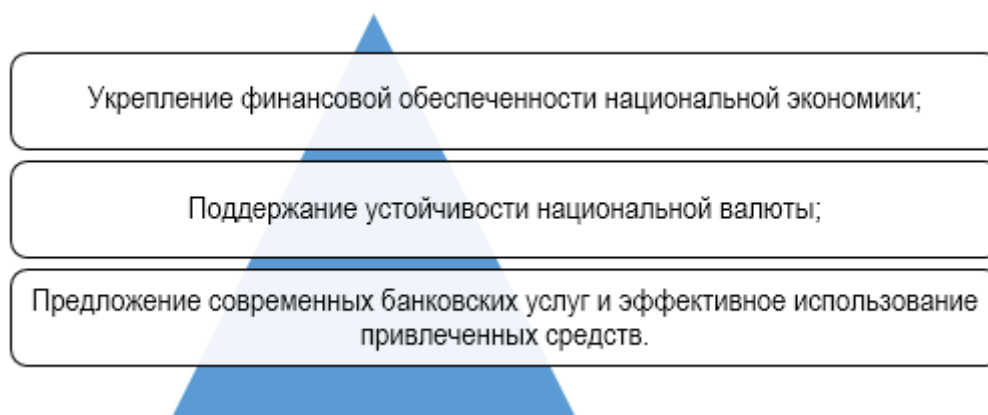 Укрепление финансовой обеспеченности национальной экономики;
Поддержание устойчивости национальной валюты;
Предложение современных банковских услуг и эффективное использование
привлеченных средств.